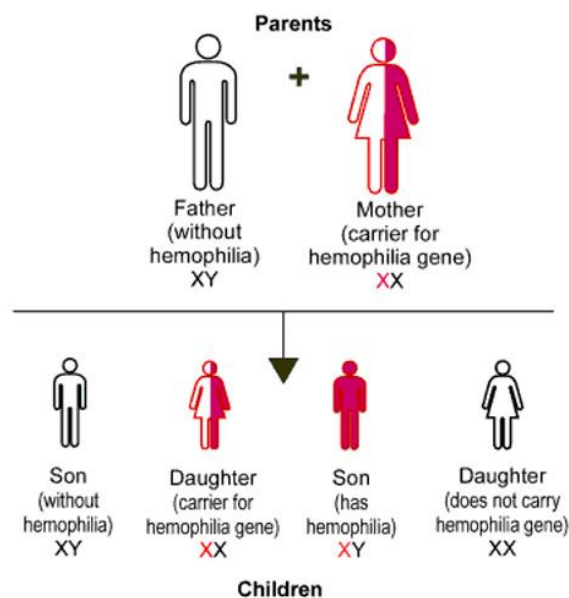 Parents
+
Father
(without
hemophilia)
XY
Mother
(carrier for
hemophilia gene)
XX
Son
(without
hemophilia)
XY
Daughter
(carrier for
hemophilia gene)
XX
Son
(has
hemophilia)
XY
Daughter
(does not carry
hemophilia gene)
XX
Children